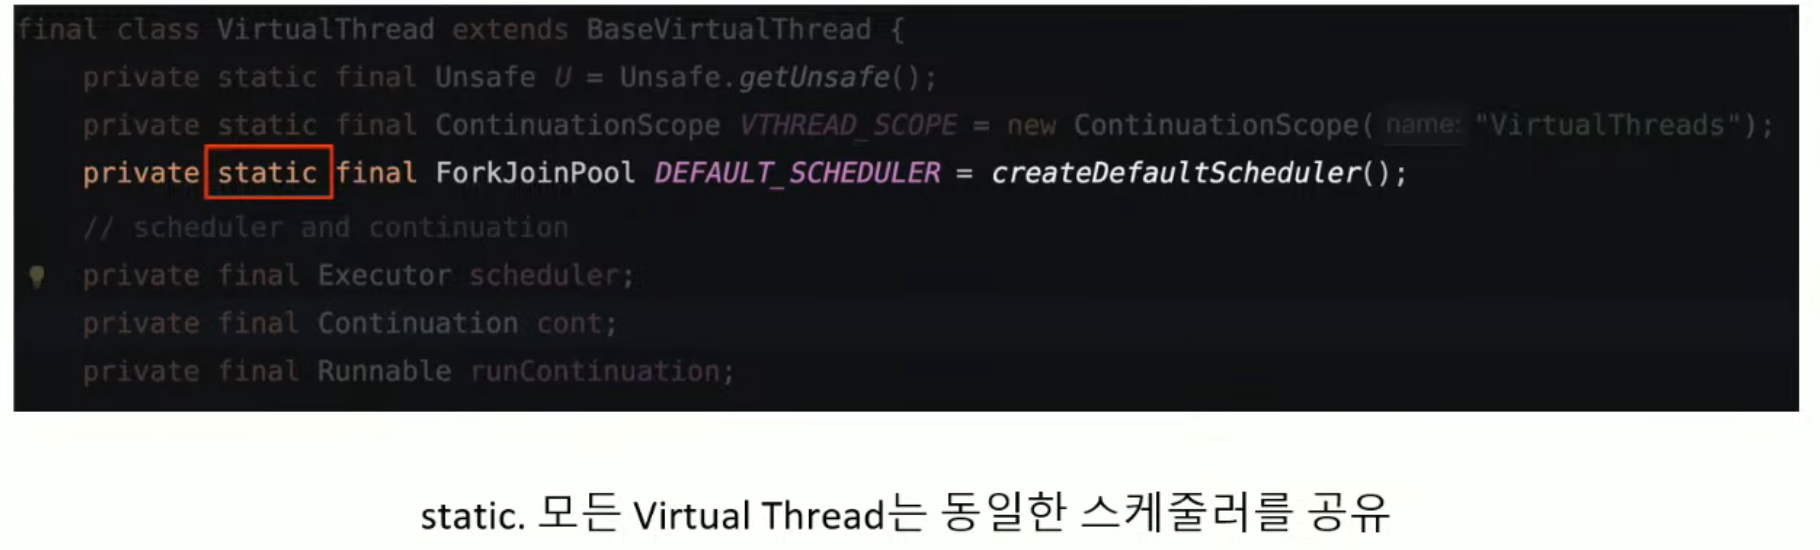 final class VirtualThread extends BaseVirtualThread {
private static final Unsafe U = Unsafe.getUnsafe();
private static final ContinuationScope VTHREAD_SCOPE = new ContinuationScope( name: "VirtualThreads");
private static final ForkJoinPool DEFAULT_SCHEDULER = createDefaultScheduler();
// scheduler and continuation
private final Executor scheduler;
private final Continuation cont;
private final Runnable runContinuation;
static. 모든 Virtual Thread는 동일한 스케줄러를 공유